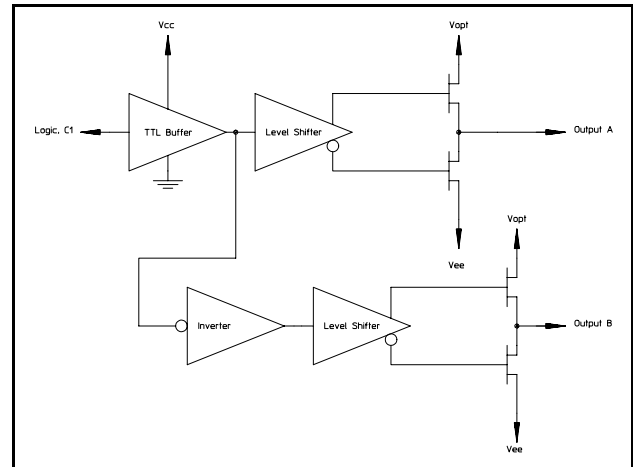 Vcc
Vopt
Logic, C1
TTL Buffer
Level Shifter
Output A
Vee
Vopt
Inverter
Level Shifter
Output B
Vee